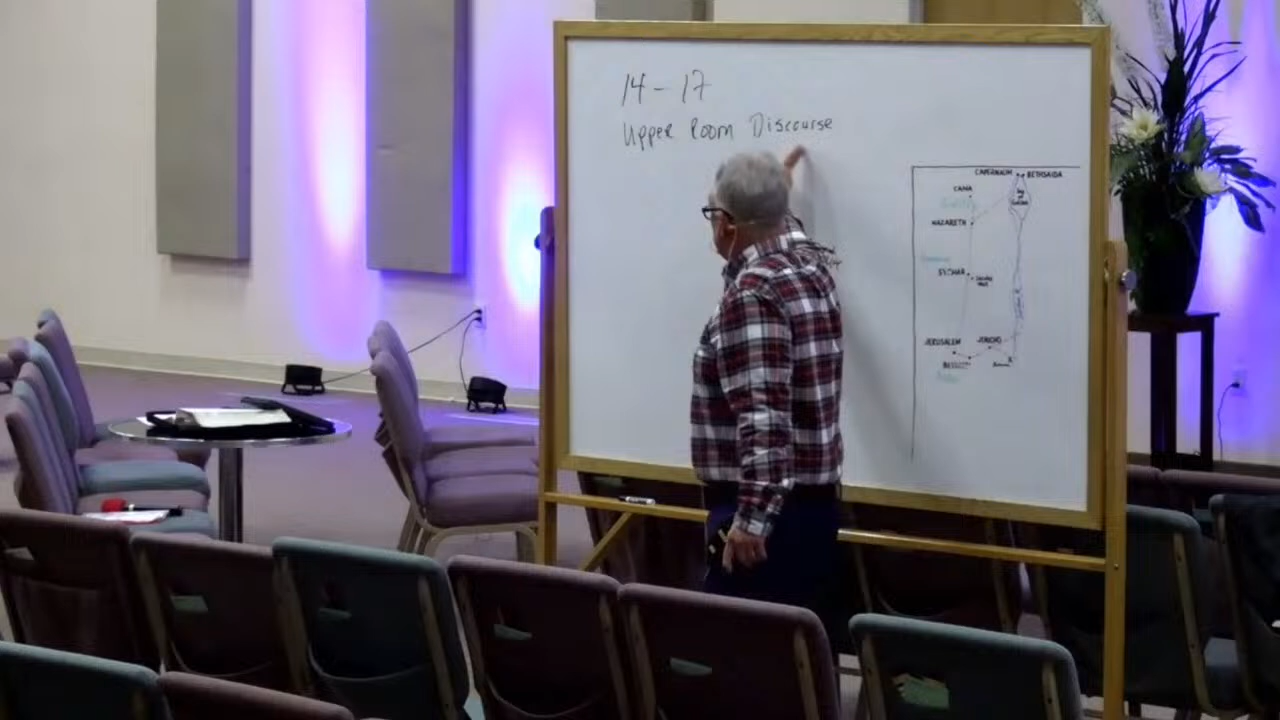 14-17
Upper Room Discourse
CAPERNAUM
BETHSAIDA
CANA
NAZARETH
SYCHAR
JERUSALEM
JERICHO